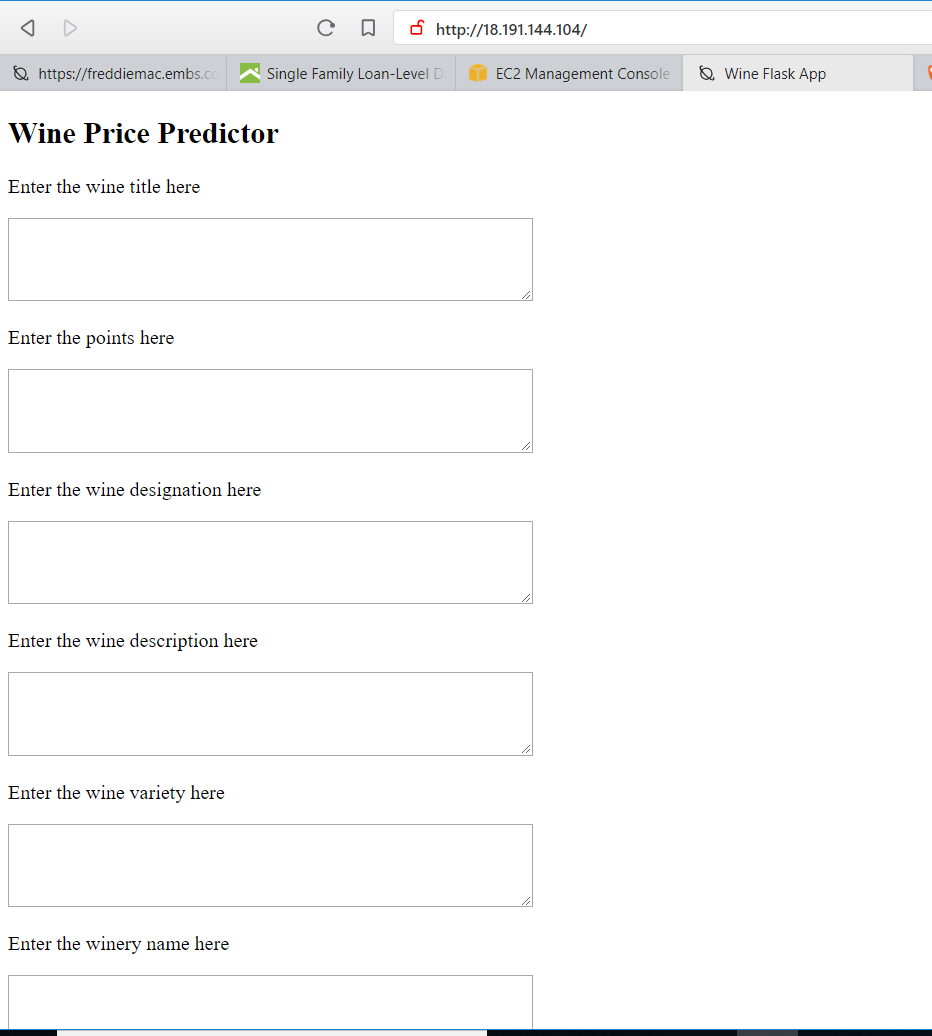 http://18.191.144.104/
https://freddiemac.embs.co
Single Family Loan-Level D
EC2 Management Console
Wine Flask App
Wine Price Predictor
Enter the wine title here
Enter the points here
Enter the wine designation here
Enter the wine description here
Enter the wine variety here
Enter the winery name here